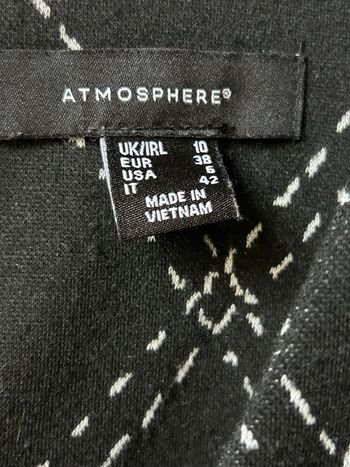 ATMOSPHERE®
UK/IRL 10
EUR 38
USA 6
IT 42
MADE IN
VIETNAM